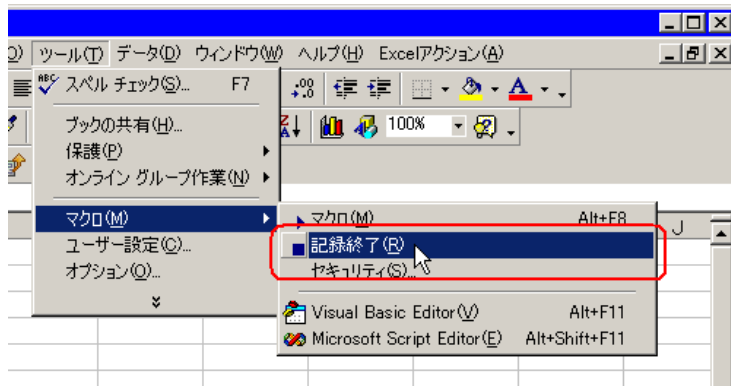 O) ツール(T) データ(D) ウィンドウ(W) ヘルプ(H) Excelアクション(A)
ABC スペル チェック(S)... F7
ブックの共有(H)...
100%
保護(P)
オンライン グループ作業(N)
マクロ(M)
マクロ(M) Alt+F8
J
ユーザー設定(C)...
記録終了(R)
オプション(O)...
セキュリティ(S)...
Visual Basic Editor(V) Alt+F11
Microsoft Script Editor(E) Alt+Shift+F11